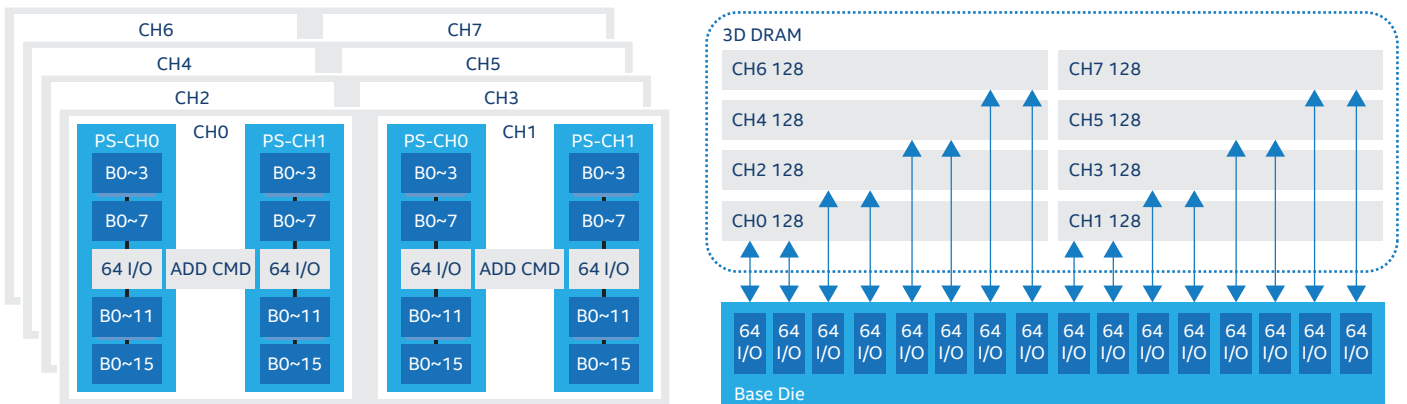 CH6 CH7
CH4 CH5
CH2 CH3
CH0 CH1
PS-CH0 PS-CH1 PS-CH0 PS-CH1
B0~3 B0~3 B0~3 B0~3
B0~7 B0~7 B0~7 B0~7
64 I/O ADD CMD 64 I/O 64 I/O ADD CMD 64 I/O
B0~11 B0~11 B0~11 B0~11
B0~15 B0~15 B0~15 B0~15
3D DRAM
CH6 128 CH7 128
CH4 128 CH5 128
CH2 128 CH3 128
CH0 128 CH1 128
64 64 64 64 64 64 64 64 64 64 64 64 64 64 64 64
I/O I/O I/O I/O I/O I/O I/O I/O I/O I/O I/O I/O I/O I/O I/O I/O
Base Die